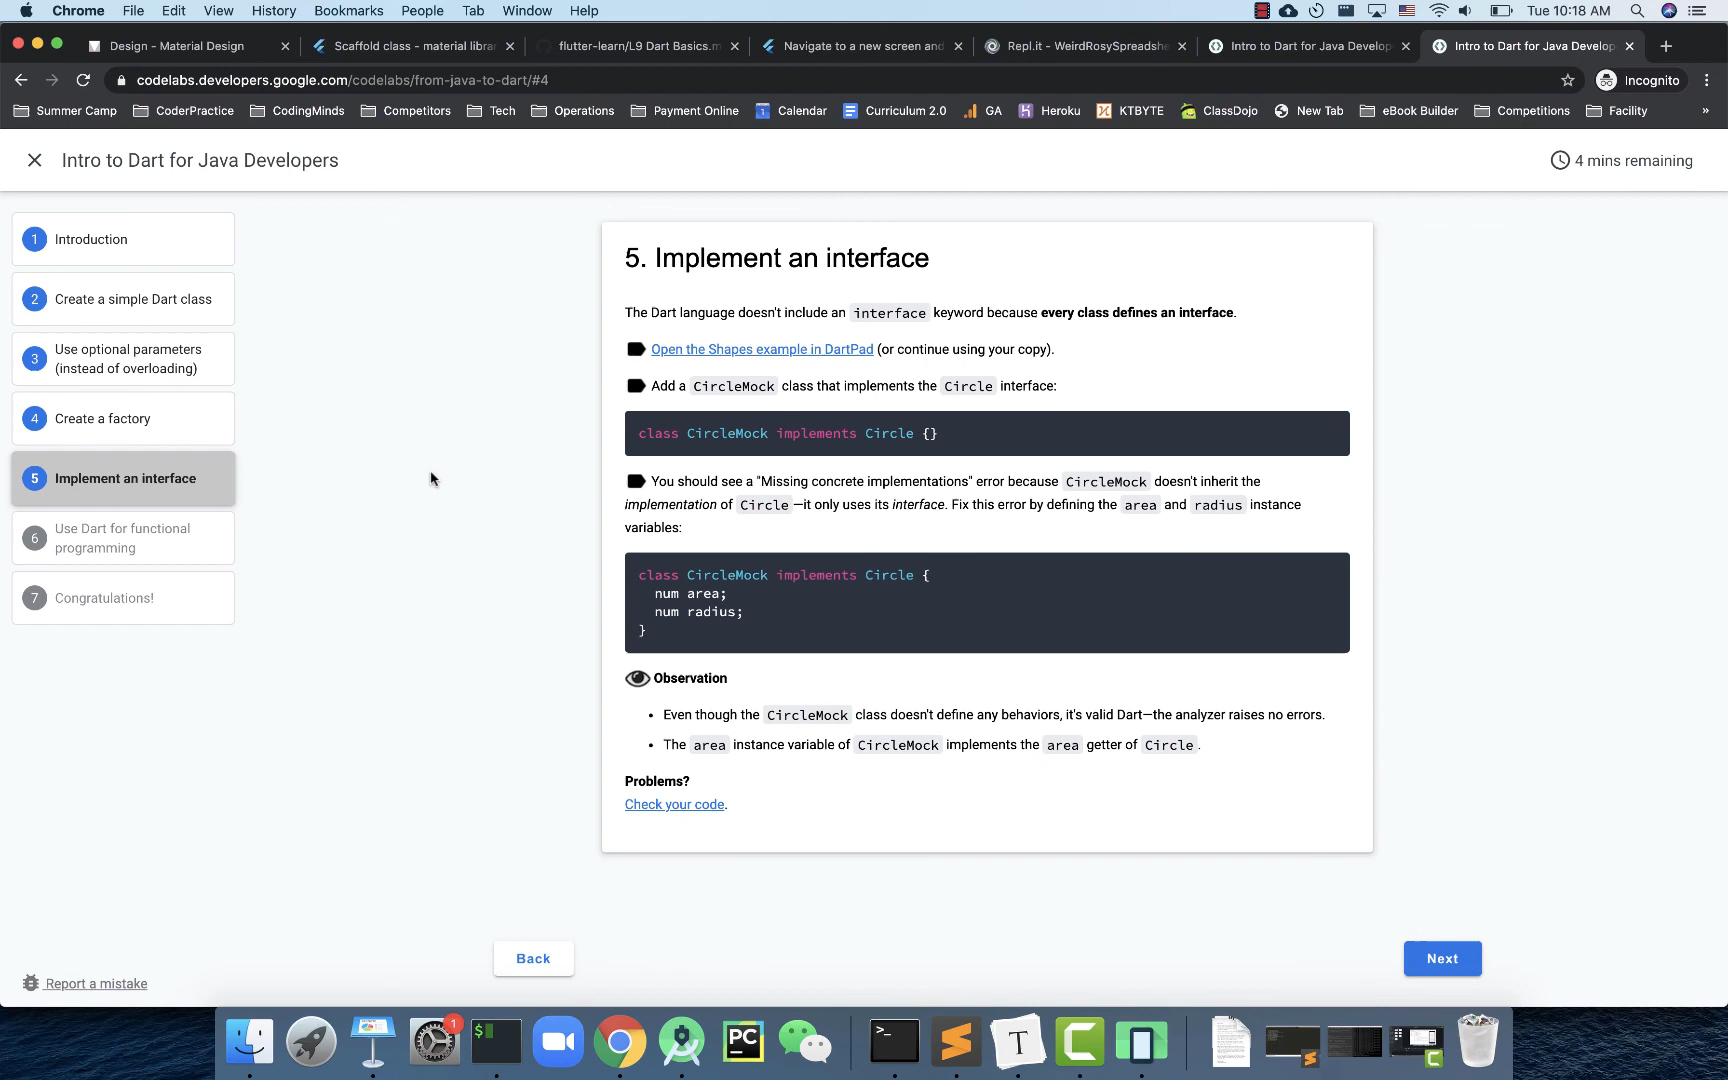 Chrome File Edit View History Bookmarks People Tab Window Help Tue 10:18 AM
Design - Material Design Scaffold class - material librar flutter-learn/L9 Dart Basics.m Navigate to a new screen and Repl.it - WeirdRosySpreadshe Intro to Dart for Java Develop Intro to Dart for Java Develop
codelabs.developers.google.com/codelabs/from-java-to-dart/#4 Incognito
Summer Camp CoderPractice CodingMinds Competitors Tech Operations Payment Online Calendar Curriculum 2.0 GA Heroku KTBYTE ClassDojo New Tab eBook Builder Competitions Facility »
Intro to Dart for Java Developers 4 mins remaining
1 Introduction
2 Create a simple Dart class
3 Use optional parameters
(instead of overloading)
4 Create a factory
5 Implement an interface
6 Use Dart for functional
programming
7 Congratulations!
Report a mistake
5. Implement an interface
The Dart language doesn't include an interface keyword because every class defines an interface.
Open the Shapes example in DartPad (or continue using your copy).
Add a CircleMock class that implements the Circle interface:
class CircleMock implements Circle {}
You should see a "Missing concrete implementations" error because CircleMock doesn't inherit the
implementation of Circle—it only uses its interface. Fix this error by defining the area and radius instance
variables:
class CircleMock implements Circle {
num area;
num radius;
}
Observation
• Even though the CircleMock class doesn't define any behaviors, it's valid Dart—the analyzer raises no errors.
• The area instance variable of CircleMock implements the area getter of Circle.
Problems?
Check your code.
Back Next
1
$
PC
>_
T
C